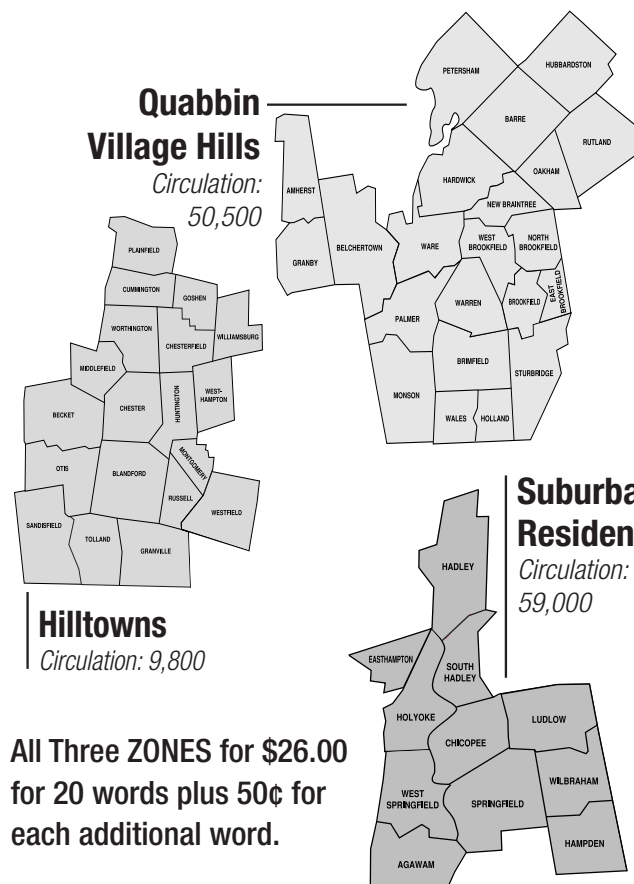 Quabbin
Village Hills
Circulation:
50,500
PETERSHAM
HUBBARDSTON
BARRE
RUTLAND
HARDWICK
OAKHAM
NEW BRAINTREE
AMHERST
BELCHERTOWN
GRANBY
WARE
WEST
BROOKFIELD
NORTH
BROOKFIELD
WARREN
BROOKFIELD
EAST
BROOKFIELD
PALMER
BRIMFIELD
STURBRIDGE
MONSON
WALES
HOLLAND
PLAINFIELD
CUMMINGTON
GOSHEN
WORTHINGTON
CHESTERFIELD
WILLIAMSBURG
MIDDLEFIELD
BECKET
CHESTER
HUNTINGTON
WEST-
HAMPTON
OTIS
BLANDFORD
MONTGOMERY
RUSSELL
WESTFIELD
SANDISFIELD
TOLLAND
GRANVILLE
Hilltowns
Circulation: 9,800
Suburba
Residen
Circulation:
59,000
HADLEY
EASTHAMPTON
SOUTH
HADLEY
HOLYOKE
CHICOPEE
LUDLOW
WEST
SPRINGFIELD
SPRINGFIELD
WILBRAHAM
HAMPDEN
AGAWAM
All Three ZONES for $26.00
for 20 words plus 50¢ for
each additional word.